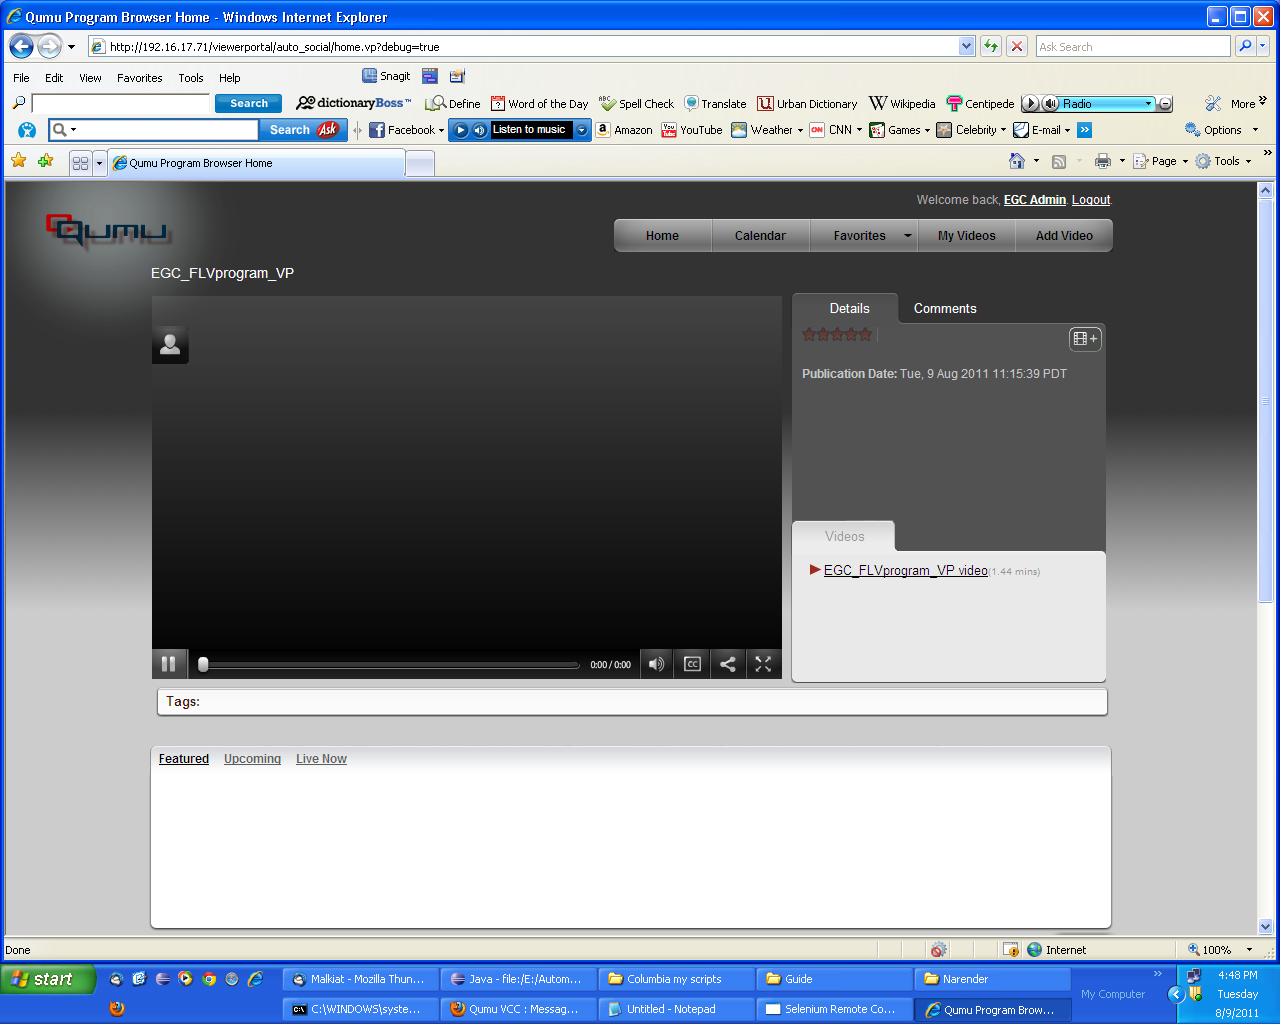 Qumu Program Browser Home - Windows Internet Explorer
http://192.16.17.71/viewerportal/auto_social/home.vp?debug=true
Ask Search
File Edit View Favorites Tools Help Snagit
Search dictionaryBoss™ Define Word of the Day Spell Check Translate Urban Dictionary Wikipedia Centipede Radio More
Search Ask Facebook Listen to music Amazon YouTube Weather CNN Games Celebrity E-mail Options
Qumu Program Browser Home Page Tools
Welcome back, EGC Admin. Logout.
Qumu
Home Calendar Favorites My Videos Add Video
EGC_FLVprogram_VP
Details Comments
Publication Date: Tue, 9 Aug 2011 11:15:39 PDT
Videos
EGC_FLVprogram_VP video(1.44 mins)
0:00 / 0:00 CC
Tags:
Featured Upcoming Live Now
Done Internet 100%
start Malkiat - Mozilla Thun... Java - file:/E:/Autom... Columbia my scripts Guide Narender 4:48 PM
My Computer Tuesday
C:\WINDOWS\syste... Qumu VCC : Messag... Untitled - Notepad Selenium Remote Co... Qumu Program Brow... 8/9/2011